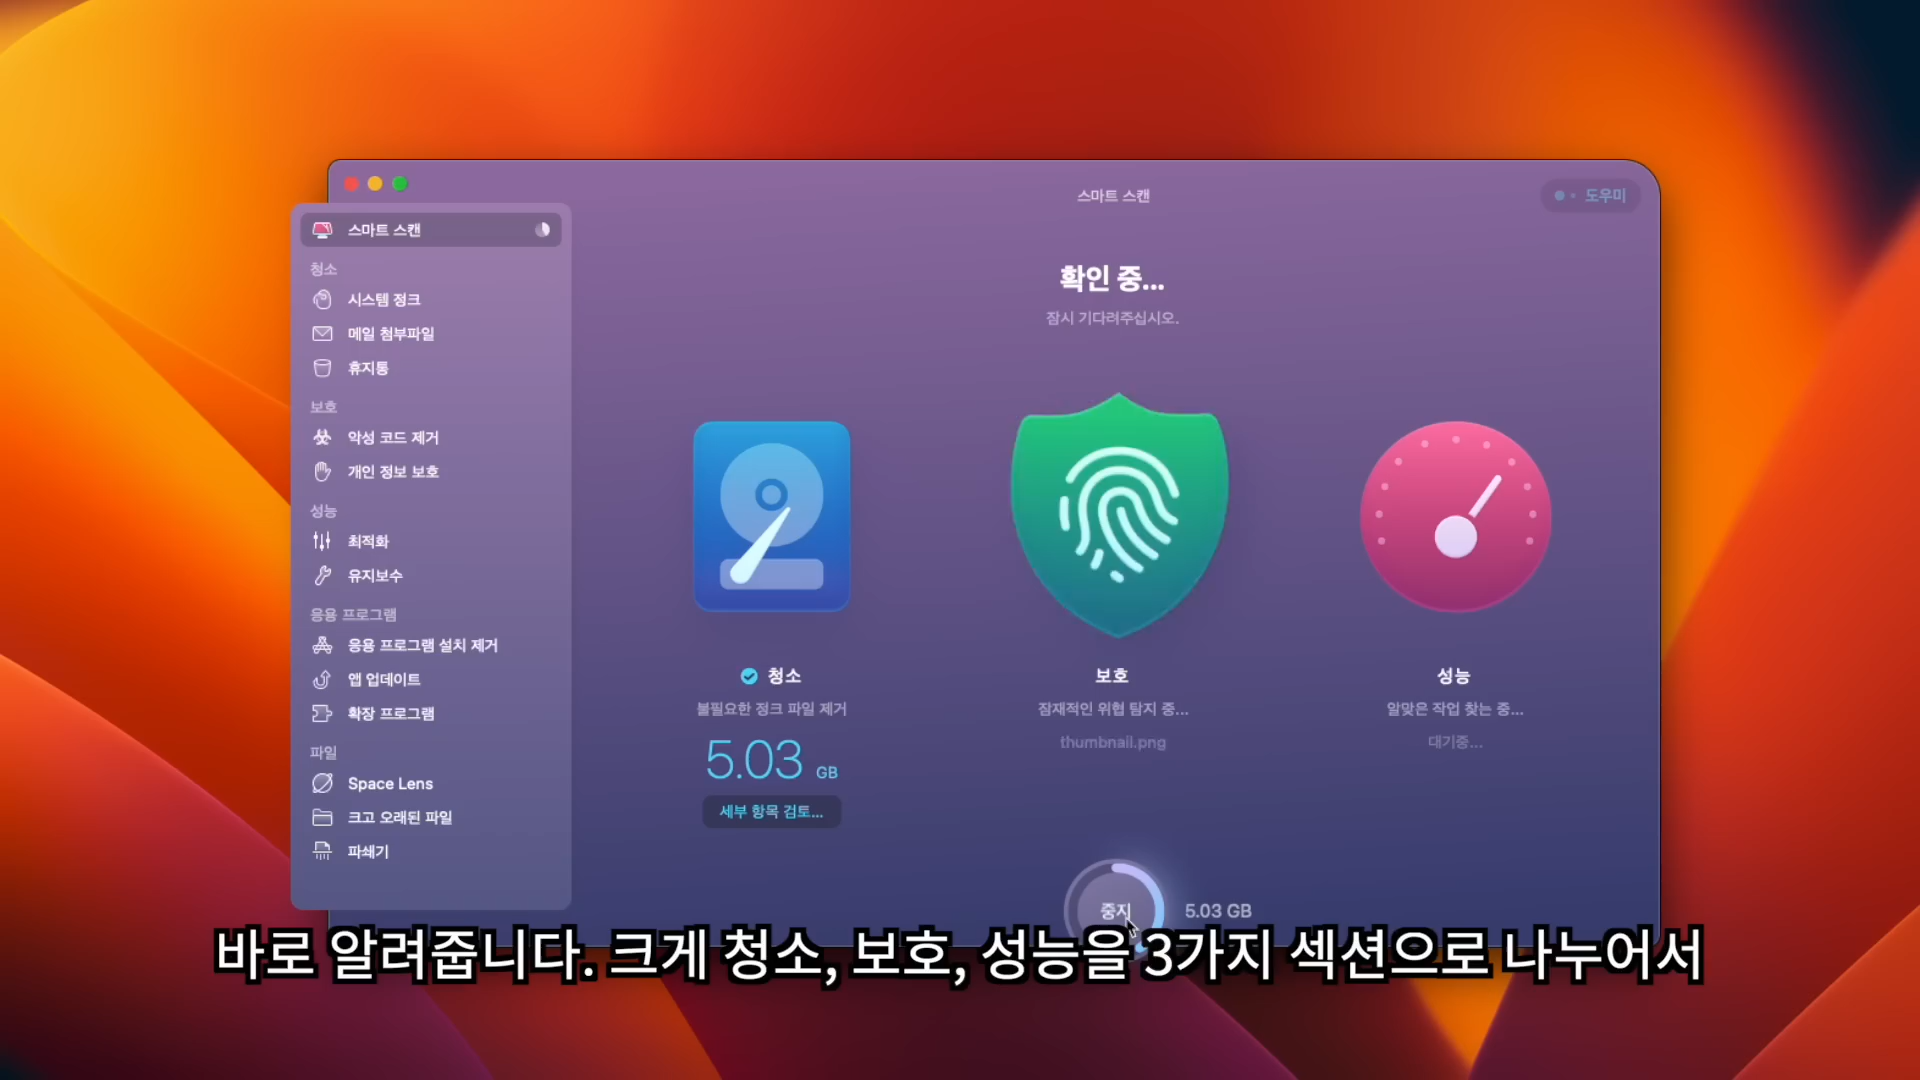 스마트 스캔
도우미
스마트 스캔
청소
시스템 정크
메일 첨부파일
휴지통
보호
악성 코드 제거
개인 정보 보호
성능
최적화
유지보수
응용 프로그램
응용 프로그램 설치 제거
앱 업데이트
확장 프로그램
파일
Space Lens
크고 오래된 파일
파쇄기
확인 중...
잠시 기다려주십시오.
청소
불필요한 정크 파일 제거
5.03 GB
세부 항목 검토...
보호
잠재적인 위협 탐지 중...
thumbnail.png
성능
알맞은 작업 찾는 중...
대기중...
중지
5.03 GB
바로 알려줍니다. 크게 청소, 보호, 성능을 3가지 섹션으로 나누어서